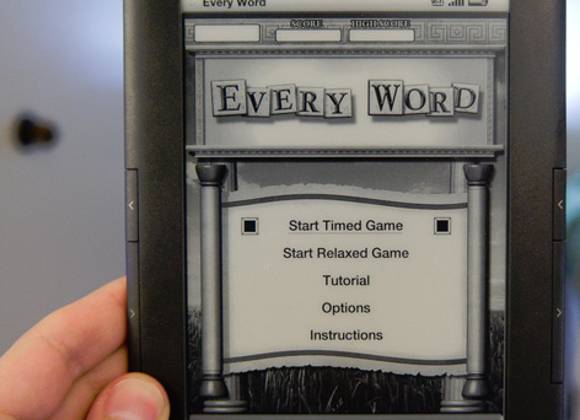 Every Word
SCORE HIGH SCORE
EVERY WORD
Start Timed Game
Start Relaxed Game
Tutorial
Options
Instructions